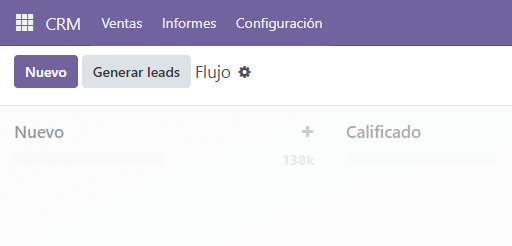 CRM Ventas Informes Configuración
Nuevo Generar leads Flujo
Nuevo + Calificado
138k